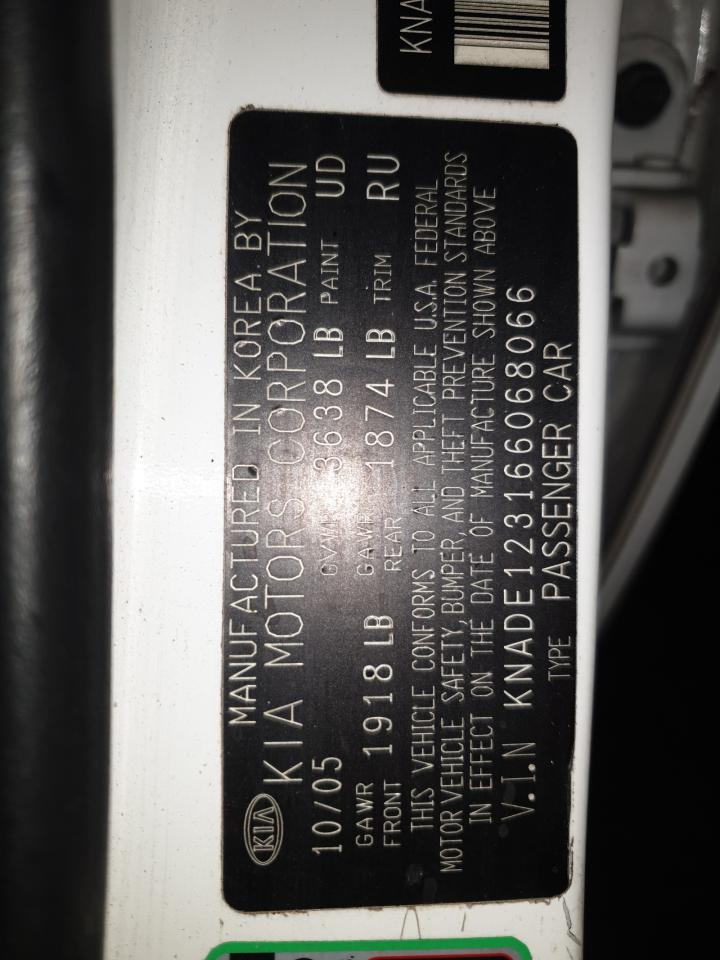 KNA
MANUFACTURED IN KOREA. BY
KIA KIA MOTORS CORPORATION
10/05 GVWR 3638 LB PAINT UD
GAWR FRONT 1918 LB GAWR REAR 1874 LB TRIM RU
THIS VEHICLE CONFORMS TO ALL APPLICABLE U.S.A. FEDERAL
MOTOR VEHICLE SAFETY, BUMPER, AND THEFT PREVENTION STANDARDS
IN EFFECT ON THE DATE OF MANUFACTURE SHOWN ABOVE
V.I.N KNADE123166068066
TYPE PASSENGER CAR